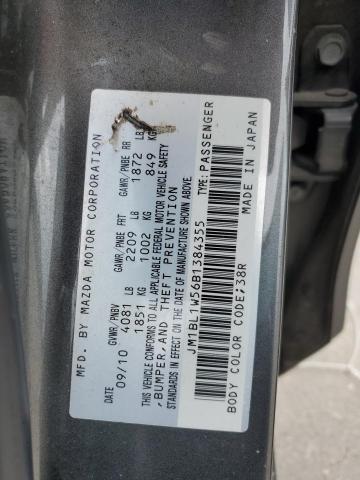 MFD. BY MAZDA MOTOR CORPORATION
DATE GVWR/PNBV GAWR/PNBE FRT GAWR/PNBE RR
09/10 4081 LB 2209 LB 1872 LB
1851 KG 1002 KG 849 KG
THIS VEHICLE CONFORMS TO ALL APPLICABLE FEDERAL MOTOR VEHICLE SAFETY
, BUMPER, AND THEFT PREVENTION
STANDARDS IN EFFECT ON THE DATE OF MANUFACTURE SHOWN ABOVE.
JM1BL1W56B1384355 TYPE: PASSENGER
BODY COLOR CODE;38R MADE IN JAPAN